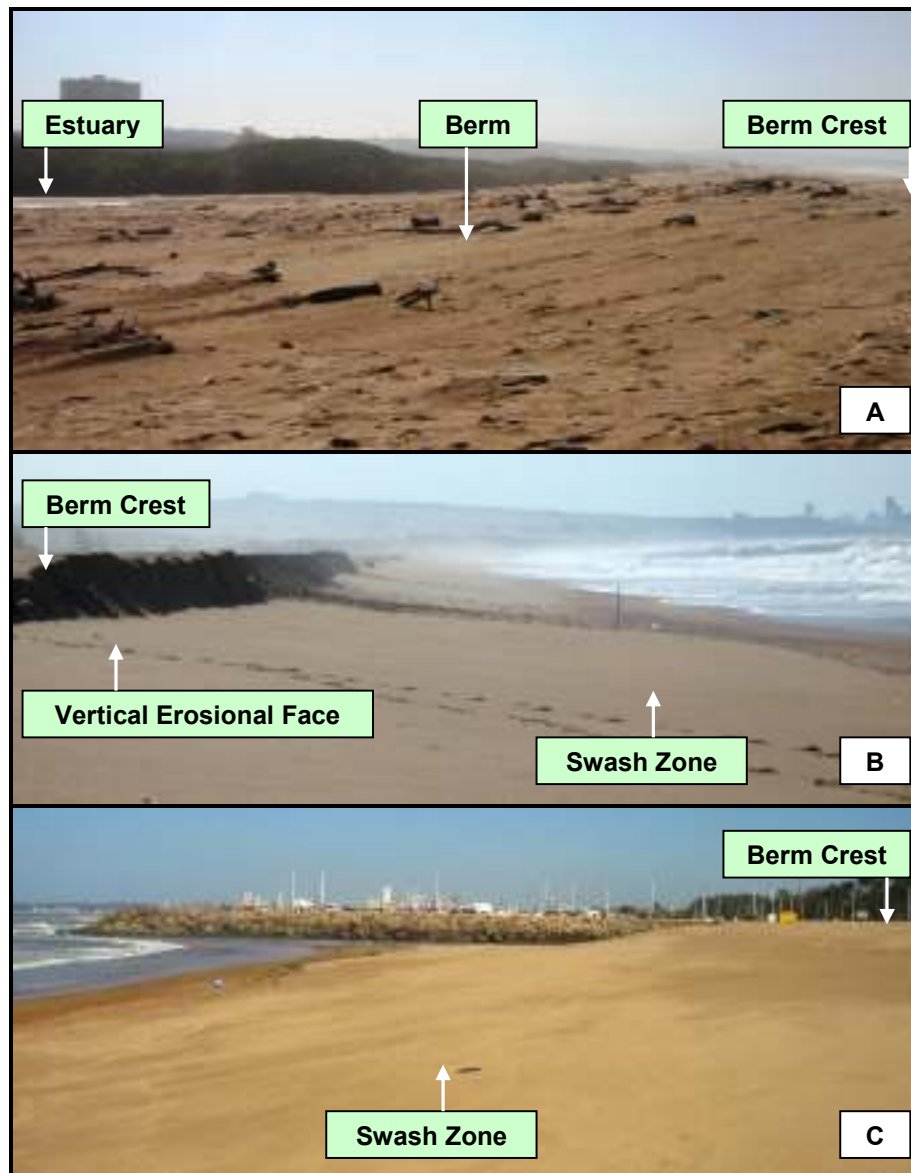 Estuary
Berm
Berm Crest
A
Berm Crest
Vertical Erosional Face
Swash Zone
B
Berm Crest
Swash Zone
C